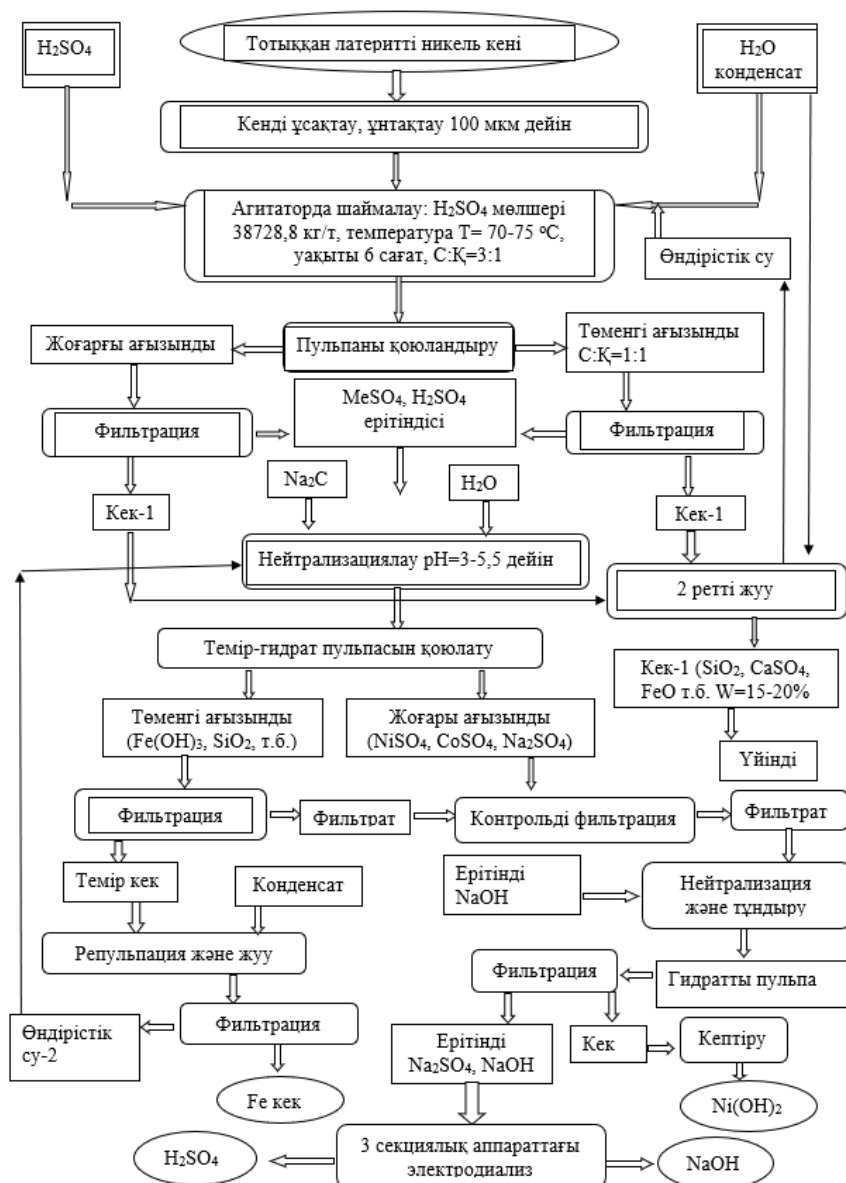 H₂SO₄
Тотыққан латеритті никель кені
H₂O
конденсат
Кенді ұсақтау, ұнтақтау 100 мкм дейін
Агитаторда шаймалау: H₂SO₄ мөлшері
38728,8 кг/т, температура Т= 70-75 ᵒС,
уақыты 6 сағат, С:Қ=3:1
Өндірістік су
Жоғарғы ағызынды
Пульпаны қоюландыру
Төменгі ағызынды
С:Қ=1:1
Фильтрация
MeSO₄, H₂SO₄
ерітіндісі
Фильтрация
Na₂C
H₂O
Кек-1
Кек-1
Нейтрализациялау рН=3-5,5 дейін
2 ретті жуу
Темір-гидрат пульпасын қоюлату
Кек-1 (SiO₂, CaSO₄,
FeO т.б. W=15-20%
Төменгі ағызынды
(Fe(OH)₃, SiO₂, т.б.)
Жоғары ағызынды
(NiSO₄, CoSO₄, Na₂SO₄)
Үйінді
Фильтрация
Фильтрат
Контрольді фильтрация
Фильтрат
Темір кек
Конденсат
Ерітінді
NaOH
Нейтрализация
және тұндыру
Репульпация және жуу
Фильтрация
Гидратты пульпа
Өндірістік
су-2
Фильтрация
Ерітінді
Na₂SO₄, NaOH
Кек
Кептіру
Fe кек
Ni(OH)₂
H₂SO₄
3 секциялық аппараттағы
электродиализ
NaOH